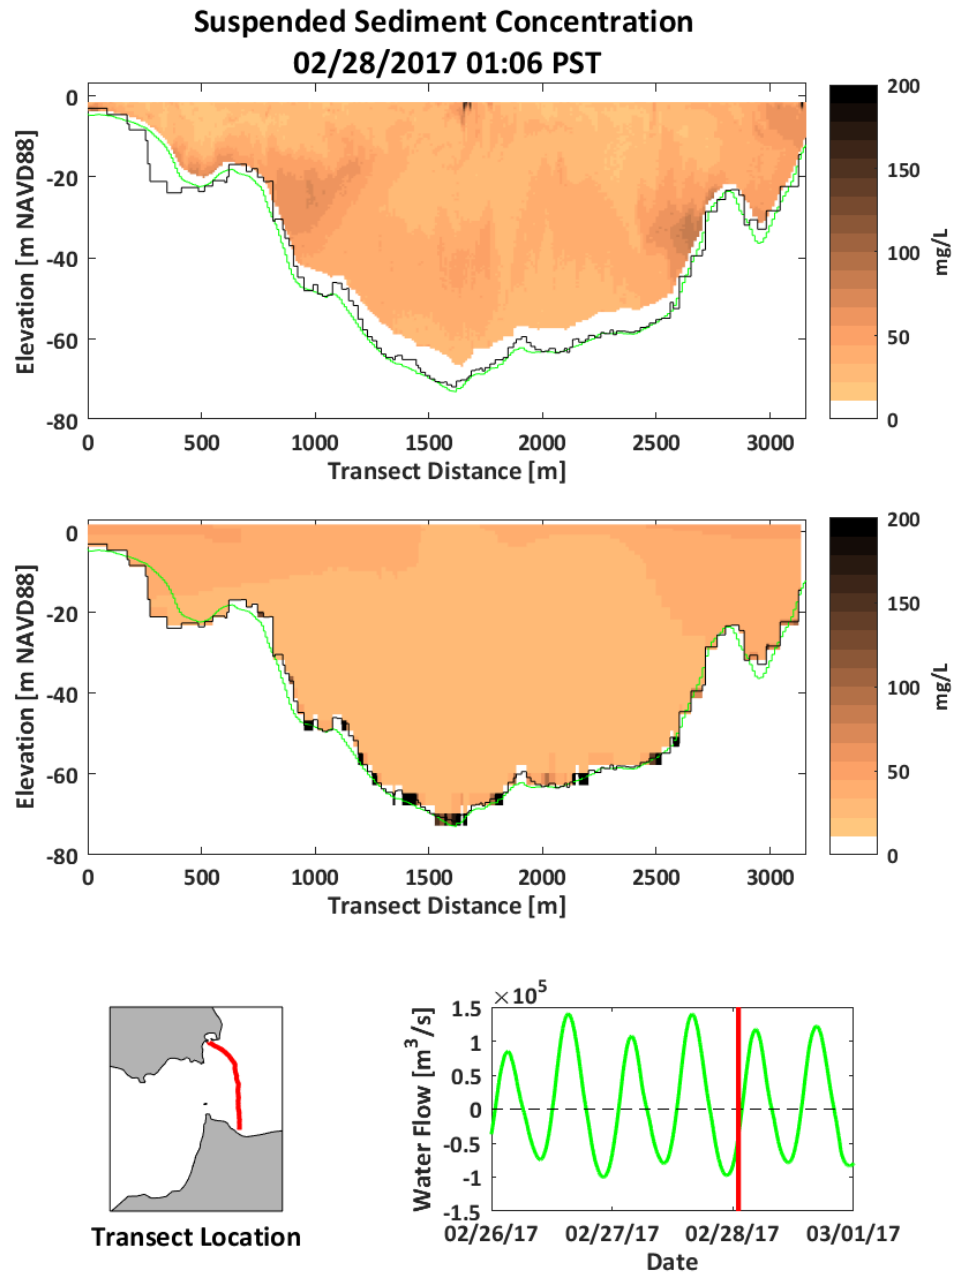 Suspended Sediment Concentration
02/28/2017 01:06 PST
0
-20
-40
-60
-80
Elevation [m NAVD88]
0 500 1000 1500 2000 2500 3000
Transect Distance [m]
200
150
100
50
0
mg/L
0
-20
-40
-60
-80
Elevation [m NAVD88]
0 500 1000 1500 2000 2500 3000
Transect Distance [m]
200
150
100
50
0
mg/L
Transect Location
×10^5
1.5
1
0.5
0
-0.5
-1
-1.5
Water Flow [m^3/s]
02/26/17 02/27/17 02/28/17 03/01/17
Date